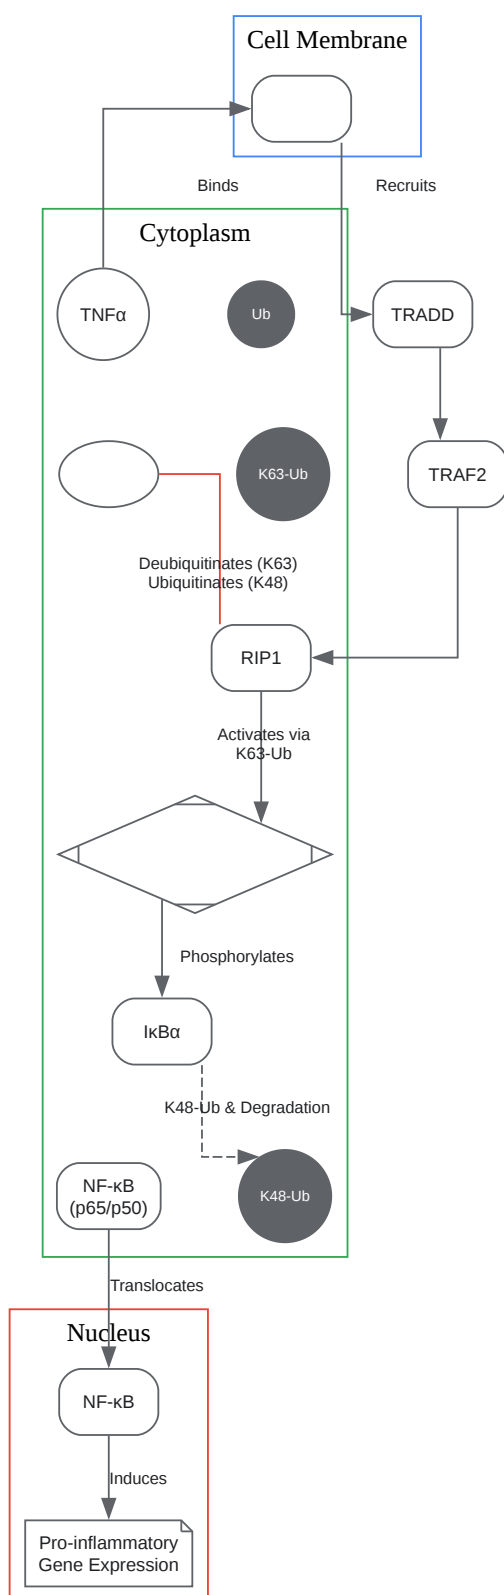 Cell Membrane
Binds
Recruits
Cytoplasm
TNFα
Ub
TRADD
K63-Ub
TRAF2
Deubiquitinates (K63)
Ubiquitinates (K48)
RIP1
Activates via
K63-Ub
Phosphorylates
IκBα
K48-Ub & Degradation
NF-κB
(p65/p50)
K48-Ub
Translocates
Nucleus
NF-κB
Induces
Pro-inflammatory
Gene Expression